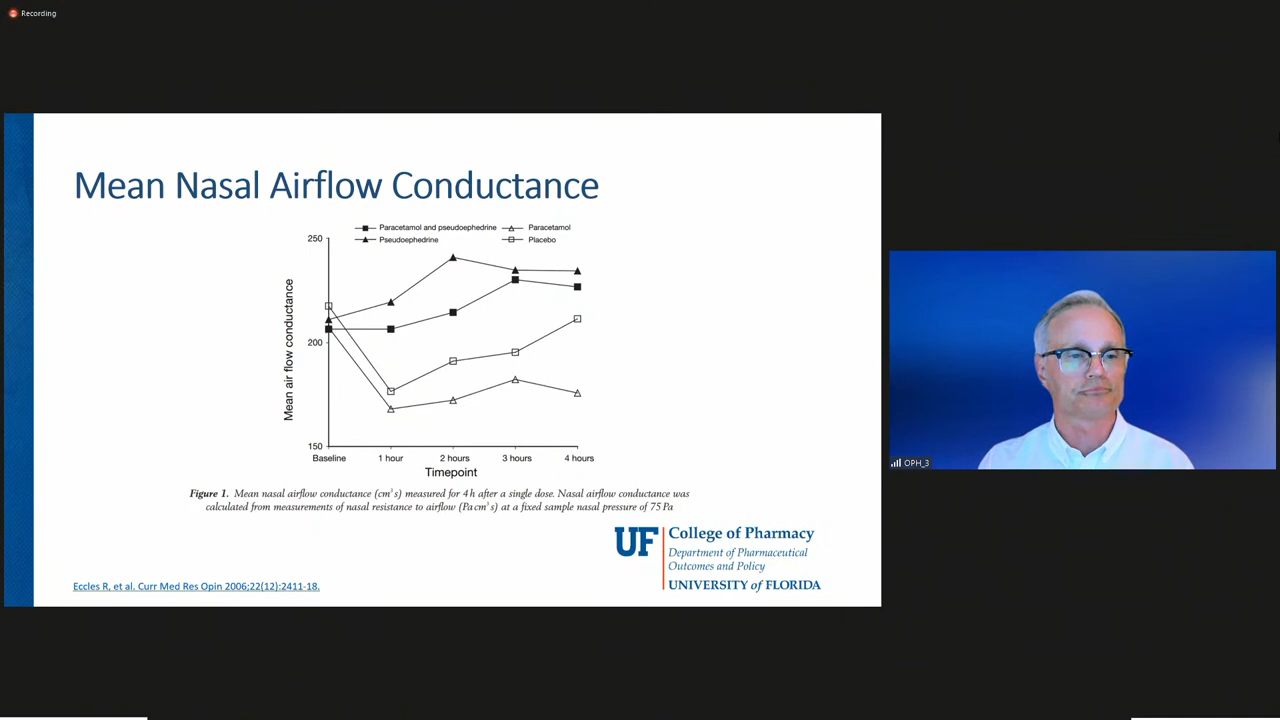 Recording
Mean Nasal Airflow Conductance
Paracetamol and pseudoephedrine
Paracetamol
Pseudoephedrine
Placebo
250
200
150
Mean air flow conductance
Baseline
1 hour
2 hours
3 hours
4 hours
Timepoint
Figure 1. Mean nasal airflow conductance (cm³ s) measured for 4 h after a single dose. Nasal airflow conductance was
calculated from measurements of nasal resistance to airflow (Pa cm³ s) at a fixed sample nasal pressure of 75 Pa
UF
College of Pharmacy
Department of Pharmaceutical
Outcomes and Policy
UNIVERSITY of FLORIDA
Eccles R, et al. Curr Med Res Opin 2006;22(12):2411-18.
OPH_3